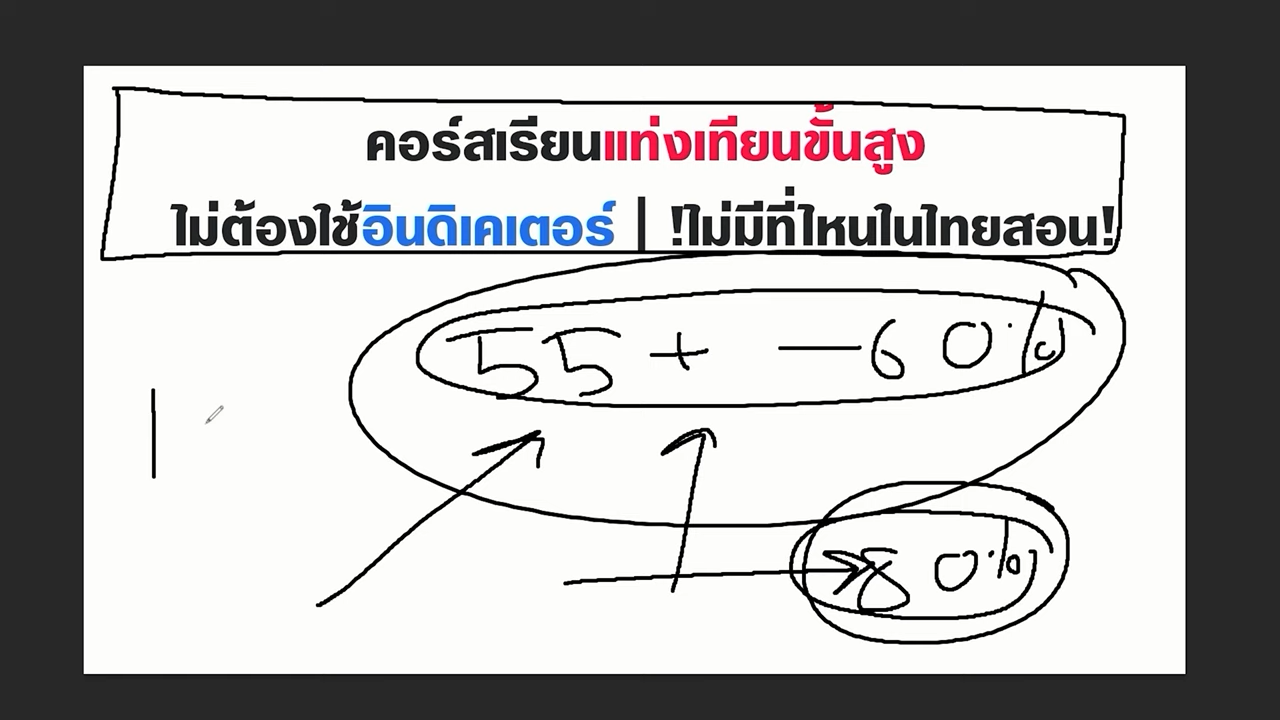 คอร์สเรียนแท่งเทียนขั้นสูง
ไม่ต้องใช้อินดิเคเตอร์ | !ไม่มีที่ไหนในไทยสอน!
55 + - 60%
80%